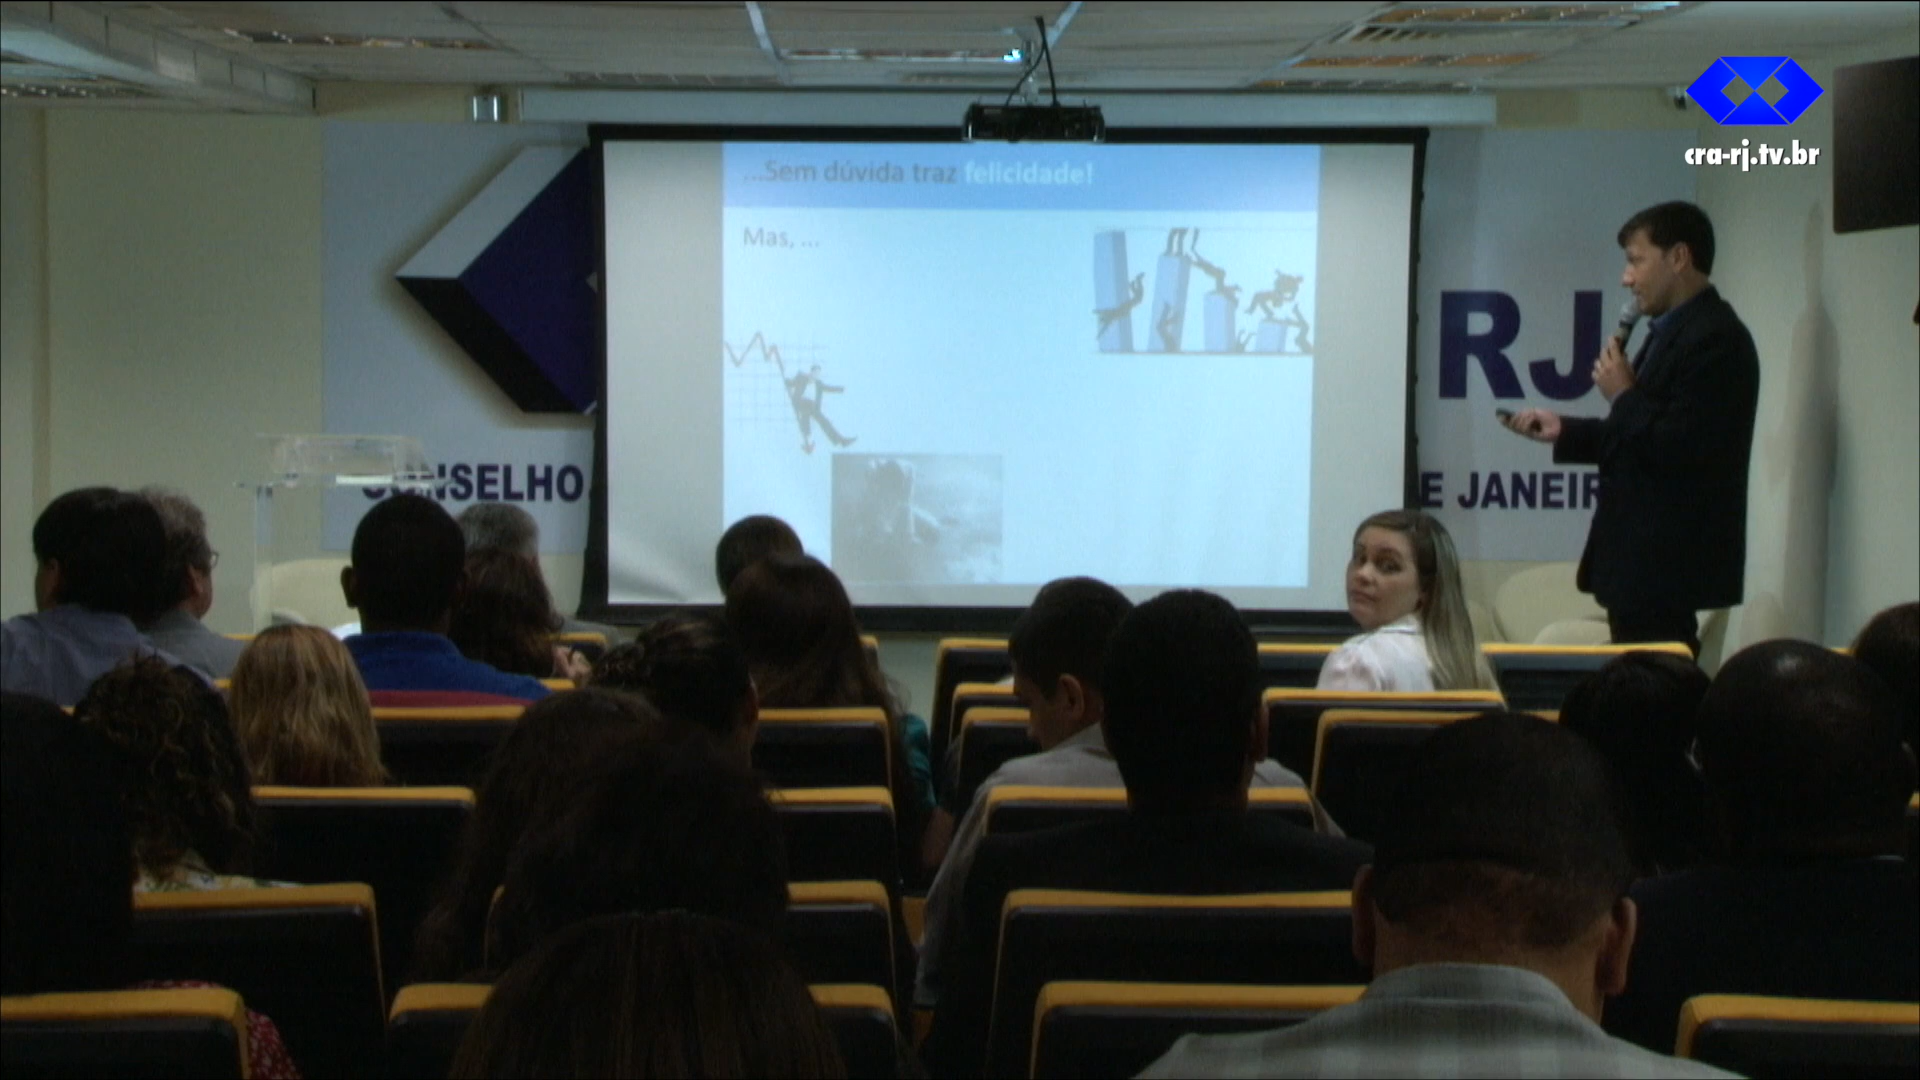 cra-rj.tv.br
...Sem dúvida traz felicidade!
Mas, ...
RJ
CONSELHO
E JANEIR